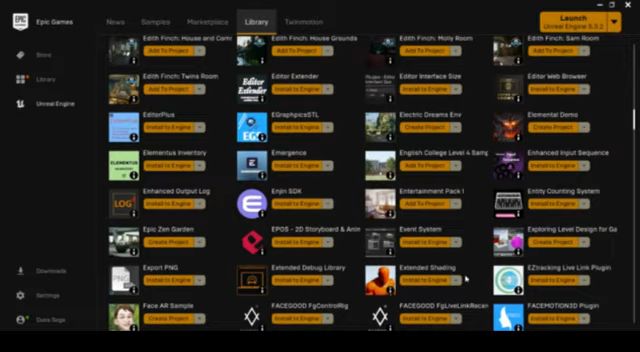 EPIC GAMES
Epic Games
News
Samples
Marketplace
Library
Twinmotion
Launch
Unreal Engine 5.3.2
Store
Library
Unreal Engine
Edith Finch: House and Com
Add To Project
Edith Finch: House Grounds
Add To Project
Edith Finch: Molly Room
Add To Project
Edith Finch: Sam Room
Add To Project
Edith Finch: Twins Room
Add To Project
Editor Extender
Install to Engine
Editor Interface Size
Install to Engine
Editor Web Browser
Install to Engine
EditorPlus
Install to Engine
EGraphicsSTL
Install to Engine
Electric Dreams Env
Create Project
Elemental Demo
Create Project
Elementus Inventory
Install to Engine
Emergence
Install to Engine
English College Level 4 Samp
Install to Engine
Enhanced Input Sequence
Install to Engine
Enhanced Output Log
Install to Engine
Enjin SDK
Install to Engine
Entertainment Pack 1
Add To Project
Entity Counting System
Install to Engine
Epic Zen Garden
Create Project
EPOS - 2D Storyboard & Anim
Install to Engine
Event System
Install to Engine
Exploring Level Design for Ga
Create Project
Export PNG
Install to Engine
Extended Debug Library
Install to Engine
Extended Shading
Install to Engine
EZtracking Live Link Plugin
Install to Engine
Face AR Sample
Create Project
FACEGOOD FgControlRig
Install to Engine
FACEGOOD FgLiveLinkRecei
Install to Engine
FACEMOTION3D Plugin
Install to Engine
Downloads
Settings